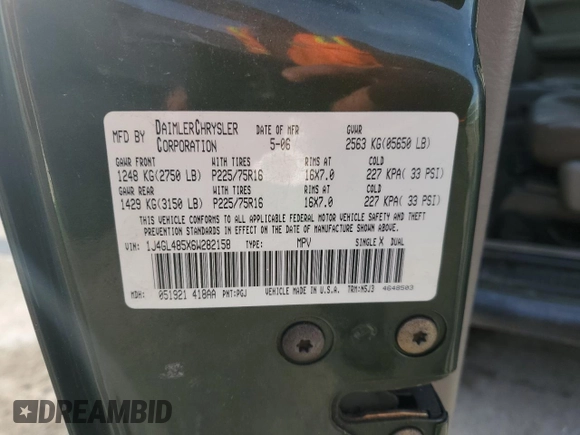 MFD BY DAIMLERCHRYSLER CORPORATION DATE OF MFR 5-06 GVWR 2563 KG(05650 LB)
GAWR FRONT WITH TIRES RIMS AT COLD
1248 KG(2750 LB) P225/75R16 16X7.0 227 KPA( 33 PSI)
GAWR REAR WITH TIRES RIMS AT COLD
1429 KG(3150 LB) P225/75R16 16X7.0 227 KPA( 33 PSI)
THIS VEHICLE CONFORMS TO ALL APPLICABLE FEDERAL MOTOR VEHICLE SAFETY AND THEFT
PREVENTION STANDARDS IN EFFECT ON THE DATE OF MANUFACTURE SHOWN ABOVE.
VIN: 1J4GL485X6W282158 TYPE: MPV SINGLE X DUAL
MDH: 051921 418AA PNT:PGJ VEHICLE MADE IN U.S.A. TRM:N5J3 4648503
DREAMBID